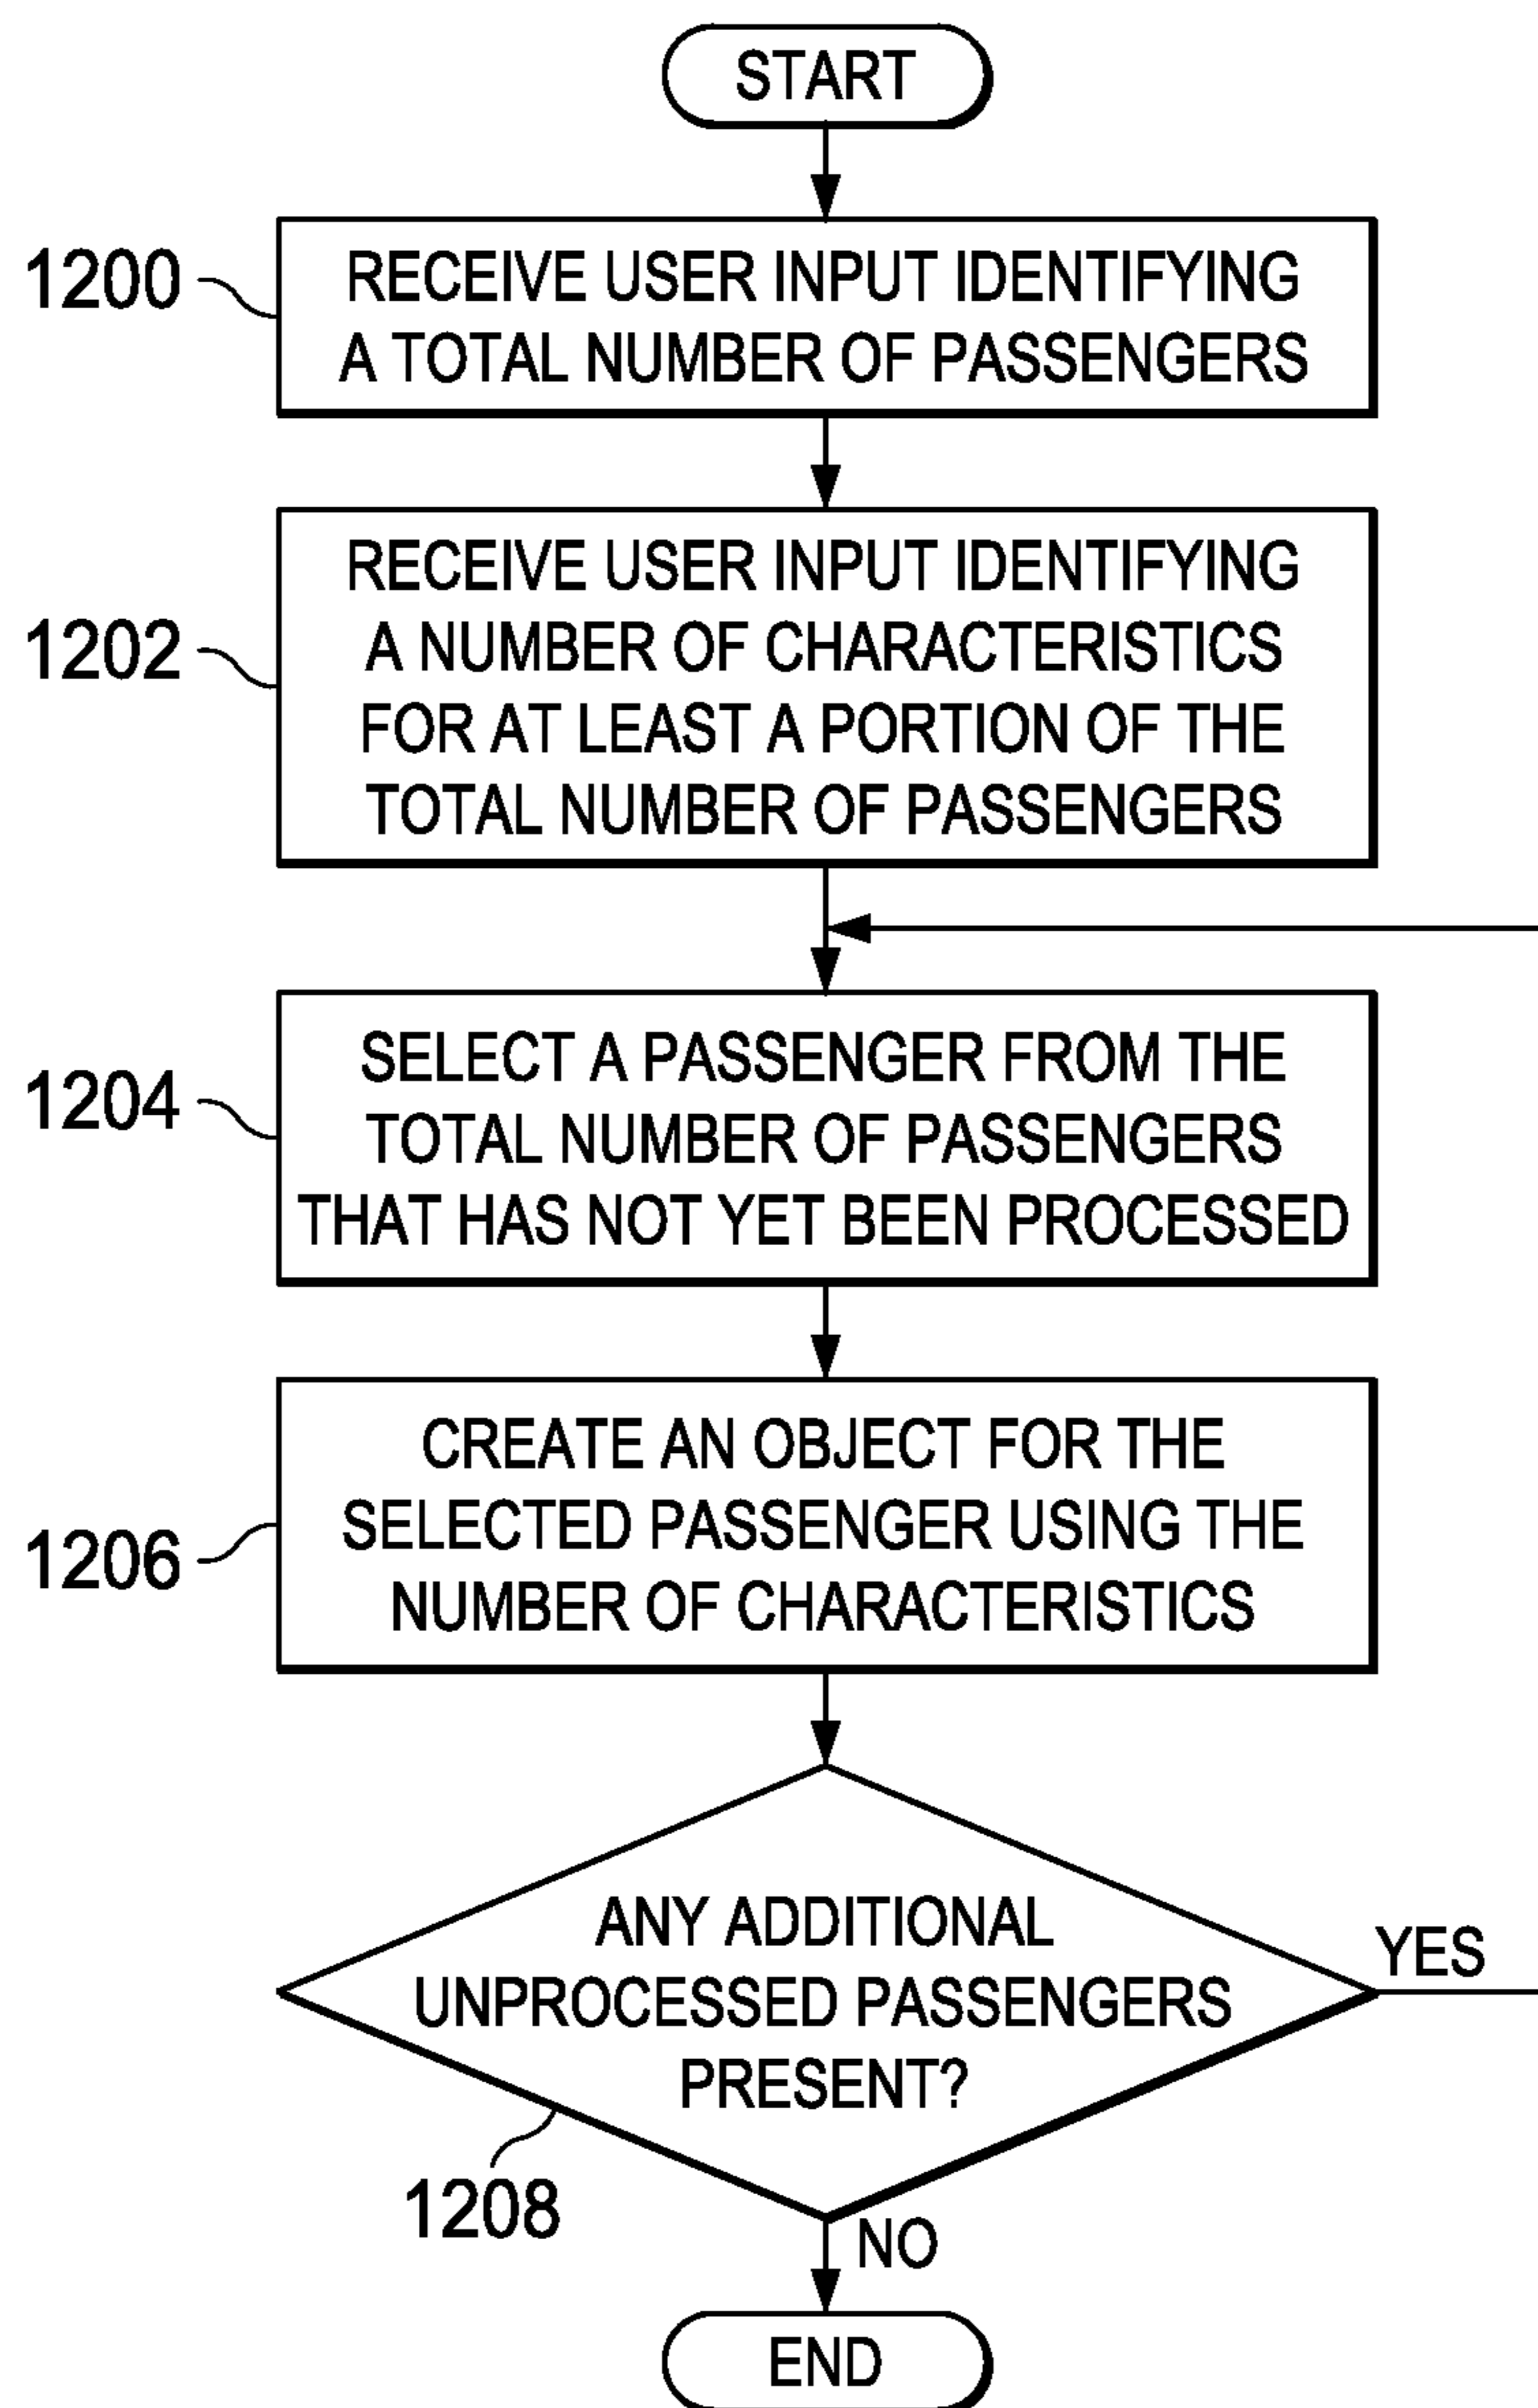 START
1200
RECEIVE USER INPUT IDENTIFYING
A TOTAL NUMBER OF PASSENGERS
1202
RECEIVE USER INPUT IDENTIFYING
A NUMBER OF CHARACTERISTICS
FOR AT LEAST A PORTION OF THE
TOTAL NUMBER OF PASSENGERS
1204
SELECT A PASSENGER FROM THE
TOTAL NUMBER OF PASSENGERS
THAT HAS NOT YET BEEN PROCESSED
1206
CREATE AN OBJECT FOR THE
SELECTED PASSENGER USING THE
NUMBER OF CHARACTERISTICS
ANY ADDITIONAL
UNPROCESSED PASSENGERS
PRESENT?
YES
1208
NO
END